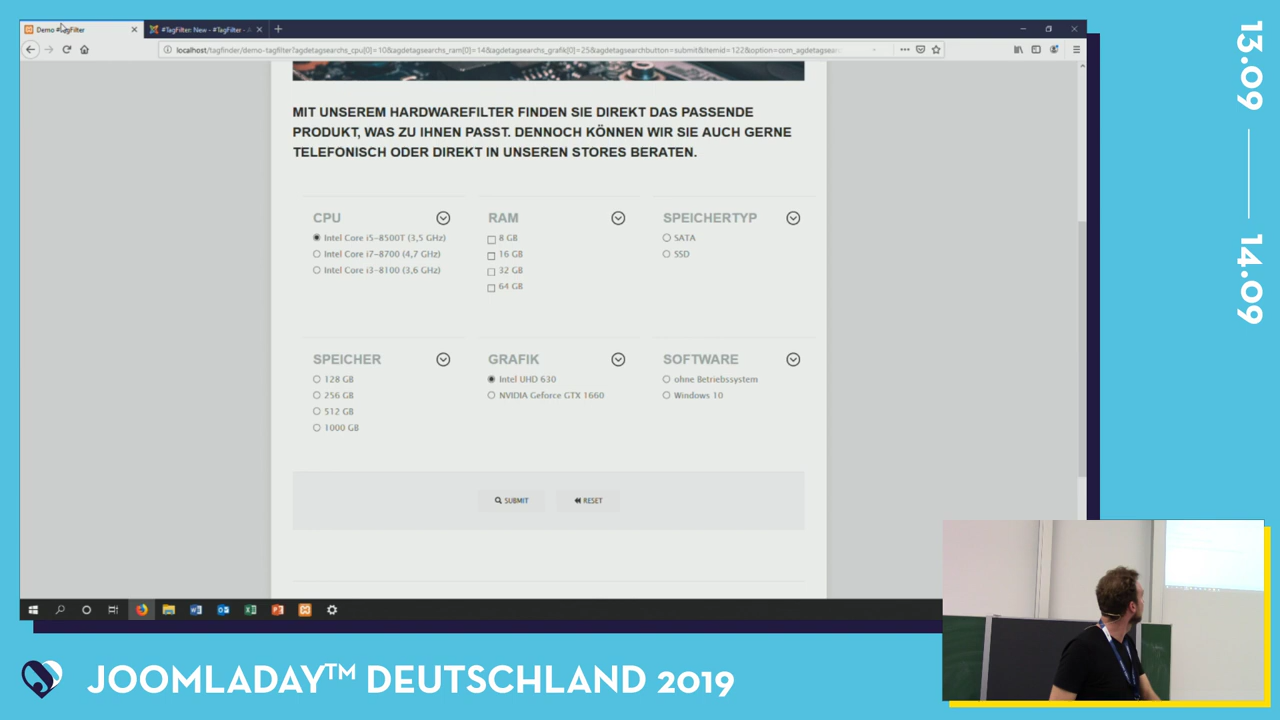 Demo #TagFilter
#TagFilter: New - #TagFilter - A
localhost/tagfinder/demo-tagfilter?agdetagsearchs_cpu[0]=10&agdetagsearchs_ram[0]=14&agdetagsearchs_grafik[0]=25&agdetagsearchbutton=submit&Itemid=122&option=com_agdetagsear
MIT UNSEREM HARDWAREFILTER FINDEN SIE DIREKT DAS PASSENDE
PRODUKT, WAS ZU IHNEN PASST. DENNOCH KÖNNEN WIR SIE AUCH GERNE
TELEFONISCH ODER DIREKT IN UNSEREN STORES BERATEN.
CPU
Intel Core i5-8500T (3,5 GHz)
Intel Core i7-8700 (4,7 GHz)
Intel Core i3-8100 (3,6 GHz)
RAM
8 GB
16 GB
32 GB
64 GB
SPEICHERTYP
SATA
SSD
SPEICHER
128 GB
256 GB
512 GB
1000 GB
GRAFIK
Intel UHD 630
NVIDIA Geforce GTX 1660
SOFTWARE
ohne Betriebssystem
Windows 10
SUBMIT
RESET
13.09
14.09
JOOMLADAY™ DEUTSCHLAND 2019